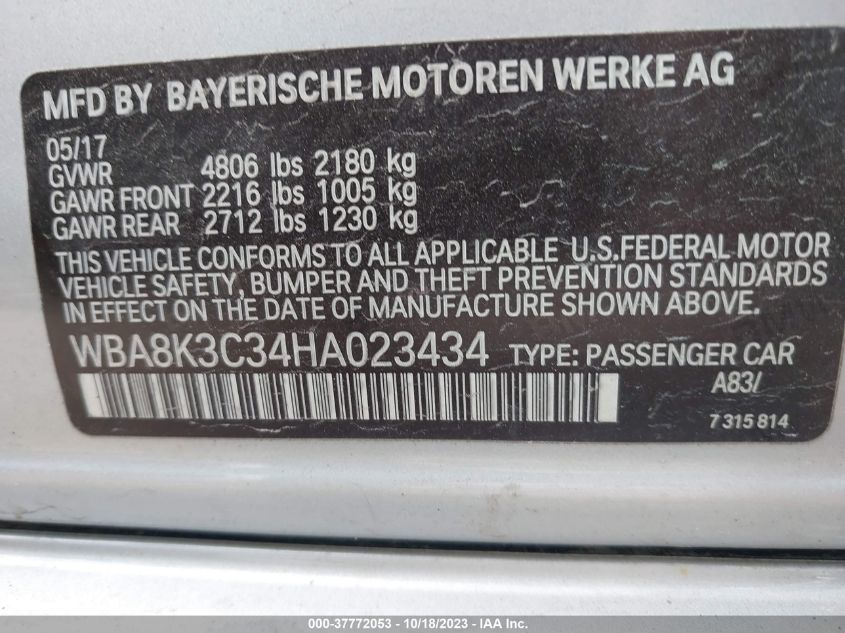 MFD BY BAYERISCHE MOTOREN WERKE AG
05/17
GVWR 4806 lbs 2180 kg
GAWR FRONT 2216 lbs 1005 kg
GAWR REAR 2712 lbs 1230 kg
THIS VEHICLE CONFORMS TO ALL APPLICABLE U.S.FEDERAL MOTOR
VEHICLE SAFETY, BUMPER AND THEFT PREVENTION STANDARDS
IN EFFECT ON THE DATE OF MANUFACTURE SHOWN ABOVE.
WBA8K3C34HA023434 TYPE: PASSENGER CAR
A83/
7 315 814
000-37772053 - 10/18/2023 - IAA Inc.